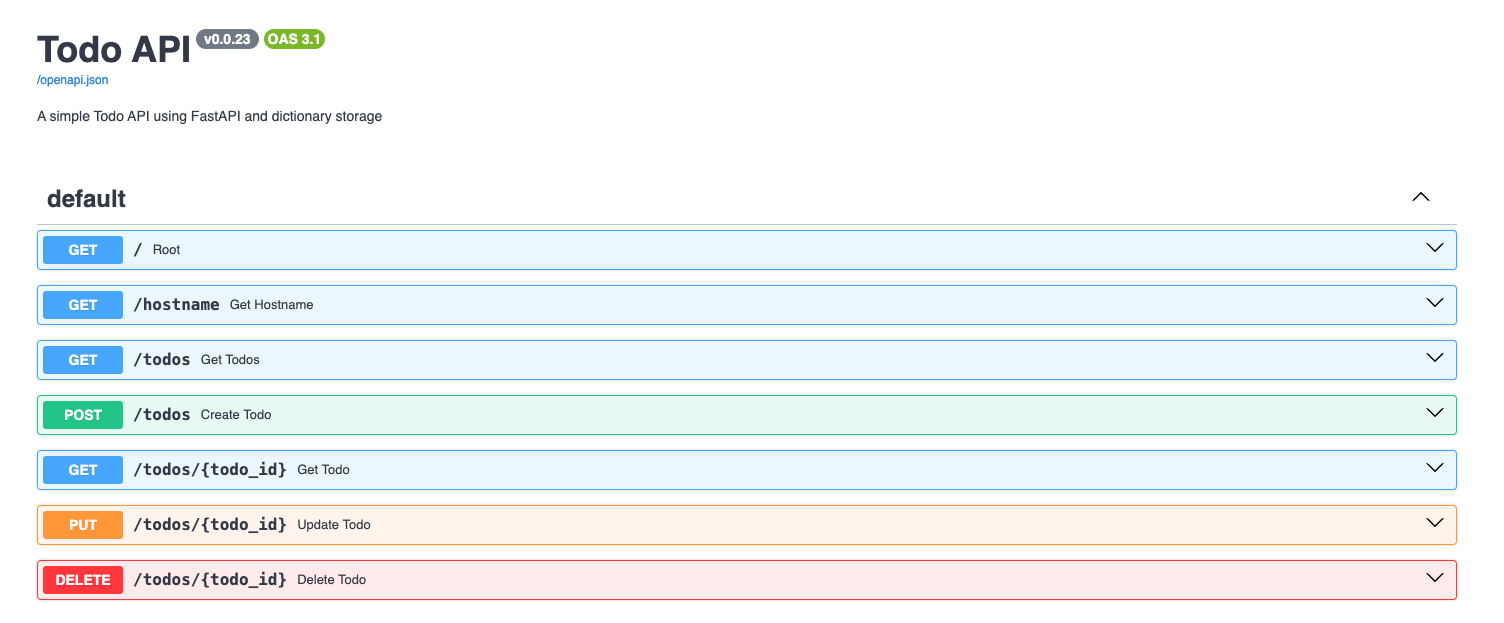 Todo API v0.0.23 OAS 3.1
/openapi.json
A simple Todo API using FastAPI and dictionary storage
default
GET / Root
GET /hostname Get Hostname
GET /todos Get Todos
POST /todos Create Todo
GET /todos/{todo_id} Get Todo
PUT /todos/{todo_id} Update Todo
DELETE /todos/{todo_id} Delete Todo